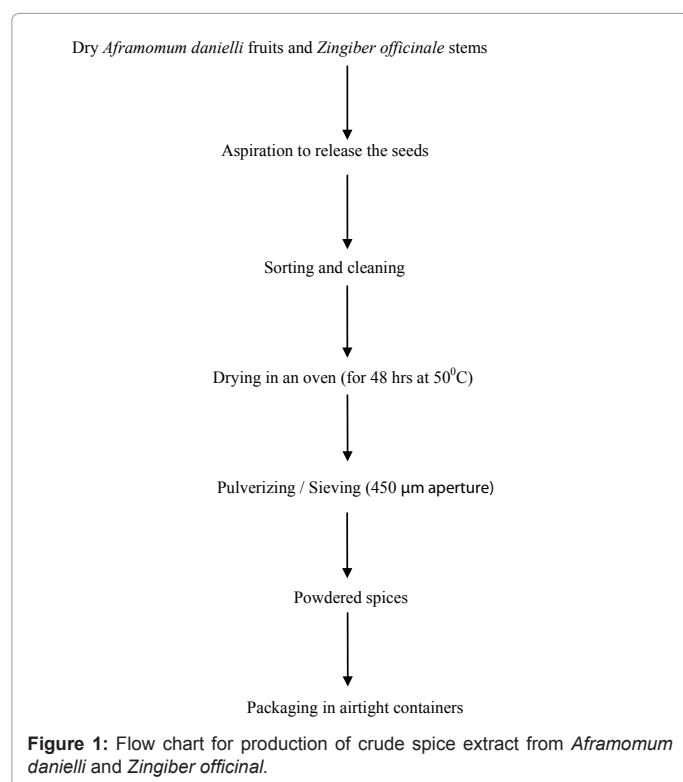 Dry Aframomum danielli fruits and Zingiber officinale stems
Aspiration to release the seeds
Sorting and cleaning
Drying in an oven (for 48 hrs at 50⁰C)
Pulverizing / Sieving (450 µm aperture)
Powdered spices
Packaging in airtight containers
Figure 1: Flow chart for production of crude spice extract from Aframomum
danielli and Zingiber officinal.